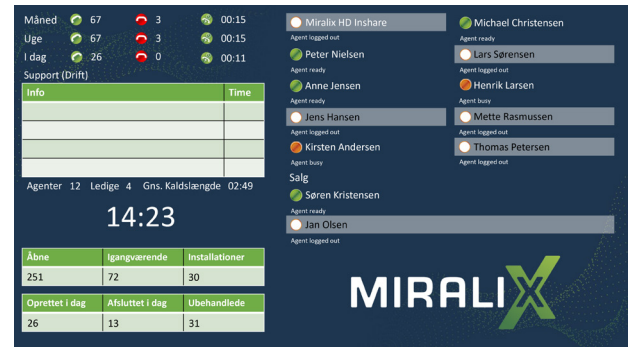 Måned 67 3 00:15
Uge 67 3 00:15
I dag 26 0 00:11
Support (Drift)
Info Time
Agenter 12 Ledige 4 Gns. Kaldslængde 02:49
14:23
Åbne Igangværende Installationer
251 72 30
Oprettet i dag Afsluttet i dag Ubehandlede
26 13 31
Miralix HD Inshare
Agent logged out
Peter Nielsen
Agent ready
Anne Jensen
Agent ready
Jens Hansen
Agent logged out
Kirsten Andersen
Agent busy
Michael Christensen
Agent ready
Lars Sørensen
Agent logged out
Henrik Larsen
Agent busy
Mette Rasmussen
Agent logged out
Thomas Petersen
Agent logged out
Salg
Søren Kristensen
Agent ready
Jan Olsen
Agent logged out
MIRALIX